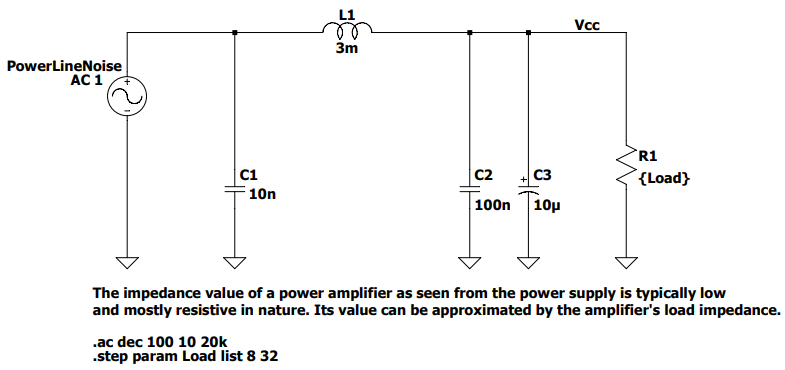 L1
3m
Vcc
PowerLineNoise
AC 1
+
-
C1
10n
C2
100n
+
C3
10µ
R1
{Load}
The impedance value of a power amplifier as seen from the power supply is typically low
and mostly resistive in nature. Its value can be approximated by the amplifier's load impedance.
.ac dec 100 10 20k
.step param Load list 8 32